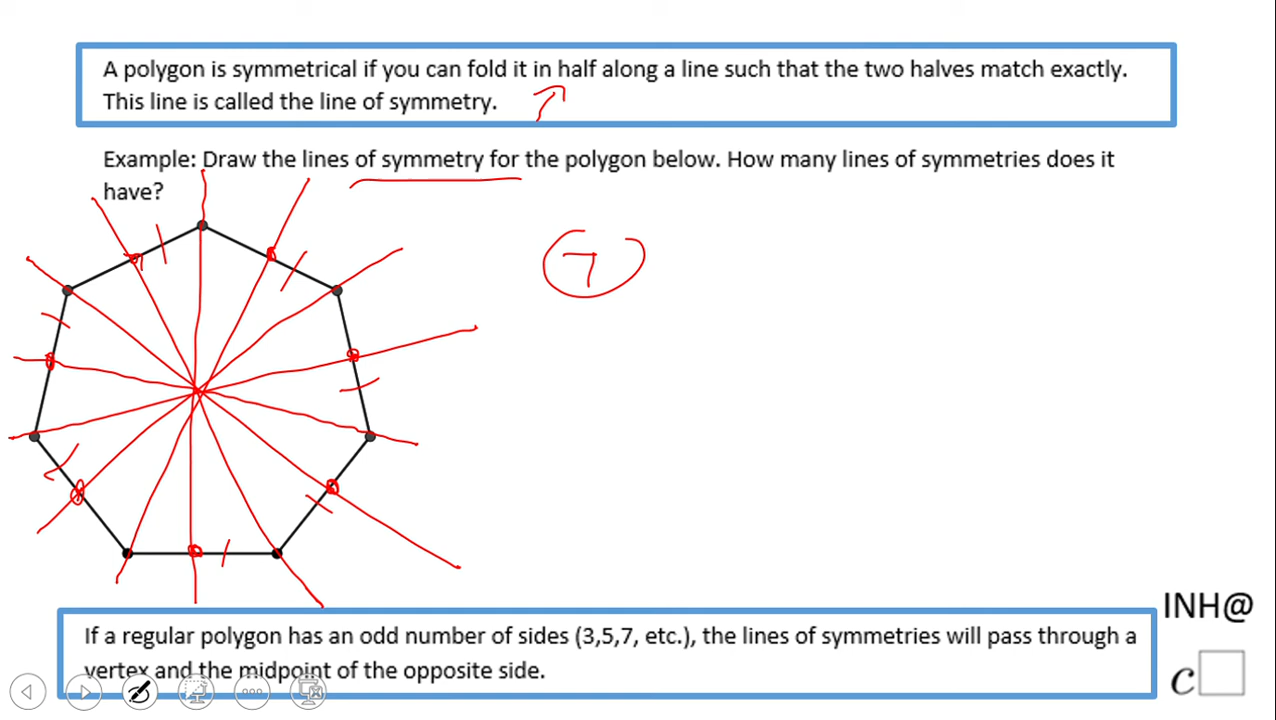 A polygon is symmetrical if you can fold it in half along a line such that the two halves match exactly.
This line is called the line of symmetry.
Example: Draw the lines of symmetry for the polygon below. How many lines of symmetries does it
have?
7
INH@
If a regular polygon has an odd number of sides (3,5,7, etc.), the lines of symmetries will pass through a
vertex and the midpoint of the opposite side.
c